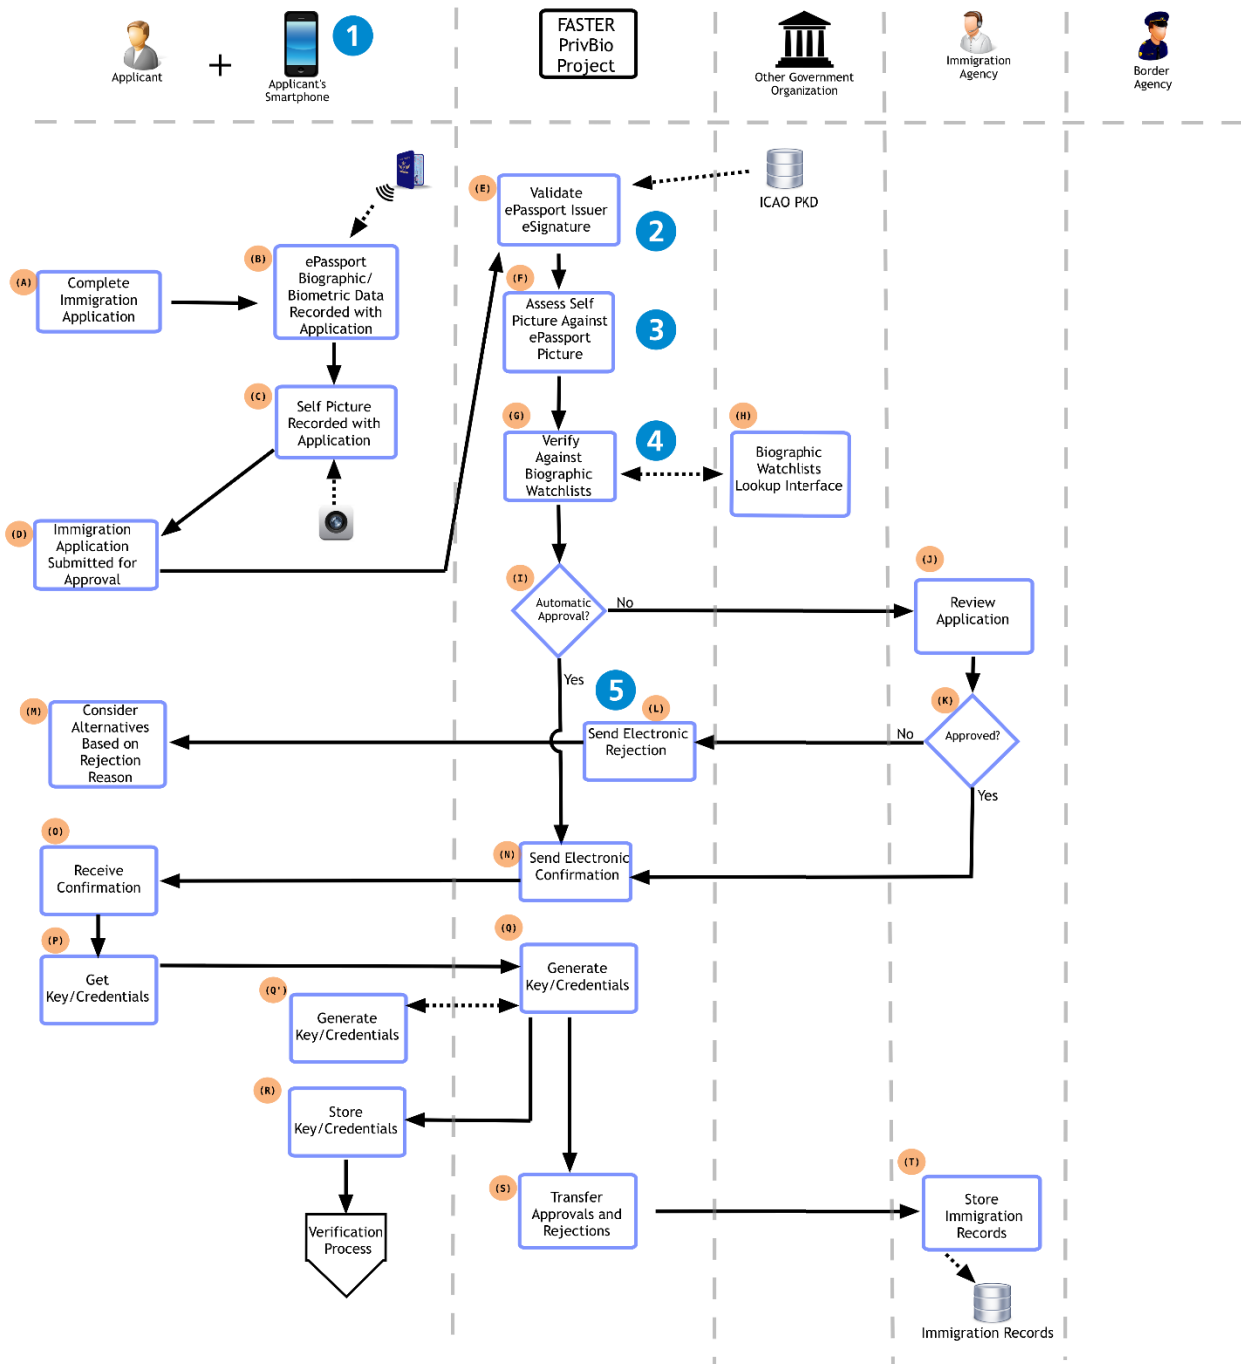 Applicant
+
Applicant's
Smartphone
1
FASTER
PrivBio
Project
Other Government
Organization
Immigration
Agency
Border
Agency
(E)
Validate
ePassport Issuer
eSignature
2
ICAO PKD
(A)
Complete
Immigration
Application
(B)
ePassport
Biographic/
Biometric Data
Recorded with
Application
(F)
Assess Self
Picture Against
ePassport
Picture
3
(C)
Self Picture
Recorded with
Application
(G)
Verify
Against
Biographic
Watchlists
4
(H)
Biographic
Watchlists
Lookup Interface
(D)
Immigration
Application
Submitted for
Approval
(I)
Automatic
Approval?
No
Yes
(J)
Review
Application
5
(K)
Approved?
No
Yes
(L)
Send Electronic
Rejection
(M)
Consider
Alternatives
Based on
Rejection
Reason
(N)
Send Electronic
Confirmation
(O)
Receive
Confirmation
(P)
Get
Key/Credentials
(Q)
Generate
Key/Credentials
(Q')
Generate
Key/Credentials
(R)
Store
Key/Credentials
Verification
Process
(S)
Transfer
Approvals and
Rejections
(T)
Store
Immigration
Records
Immigration Records